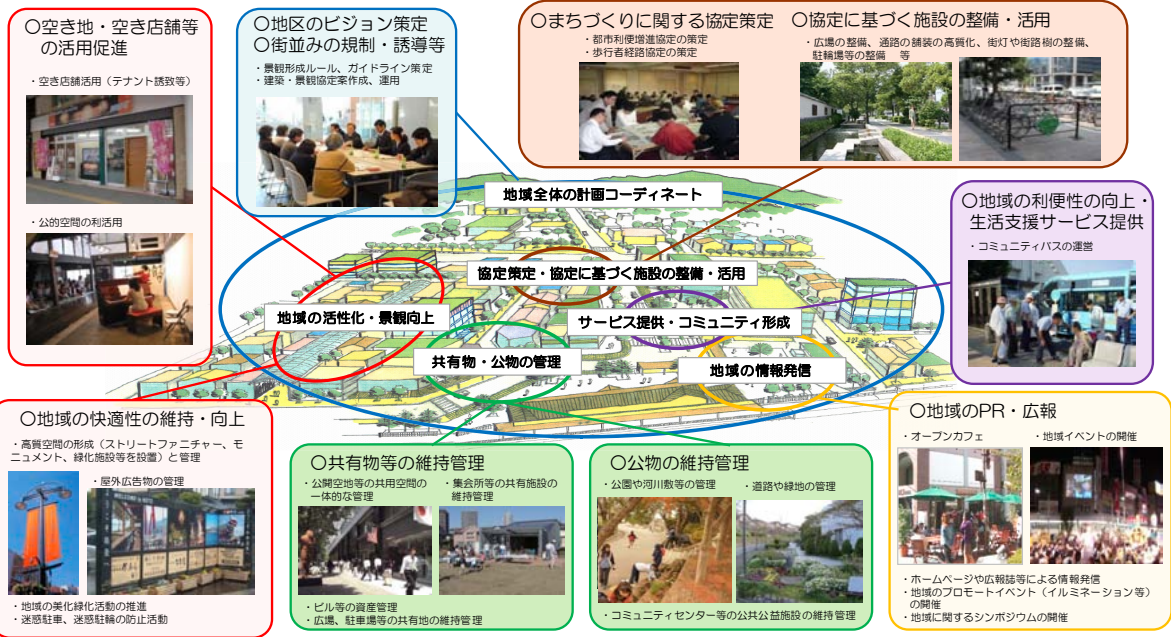 〇空き地・空き店舗等
の活用促進
・空き店舗活用（テナント誘致等）
・公的空間の利活用
〇地区のビジョン策定
〇街並みの規制・誘導等
・景観形成ルール、ガイドライン策定
・建築・景観協定案作成、運用
〇まちづくりに関する協定策定
・都市利便増進協定の策定
・歩行者経路協定の策定
〇協定に基づく施設の整備・活用
・広場の整備、通路の舗装の高質化、街灯や街路樹の整備、
駐輪場等の整備 等
〇地域の利便性の向上・
生活支援サービス提供
・コミュニティバスの運営
地域全体の計画コーディネート
協定策定・協定に基づく施設の整備・活用
地域の活性化・景観向上
サービス提供・コミュニティ形成
共有物・公物の管理
地域の情報発信
〇地域の快適性の維持・向上
・高質空間の形成（ストリートファニチャー、モ
ニュメント、緑化施設等を設置）と管理
・屋外広告物の管理
・地域の美化緑化活動の推進
・迷惑駐車、迷惑駐輪の防止活動
〇共有物等の維持管理
・公開空地等の共用空間の
一体的な管理
・集会所等の共有施設の
維持管理
・ビル等の資産管理
・広場、駐車場等の共有地の維持管理
〇公物の維持管理
・公園や河川敷等の管理
・道路や緑地の管理
・コミュニティセンター等の公共公益施設の維持管理
〇地域のPR・広報
・オープンカフェ
・地域イベントの開催
・ホームページや広報誌等による情報発信
・地域のプロモートイベント（イルミネーション等）
の開催
・地域に関するシンポジウムの開催